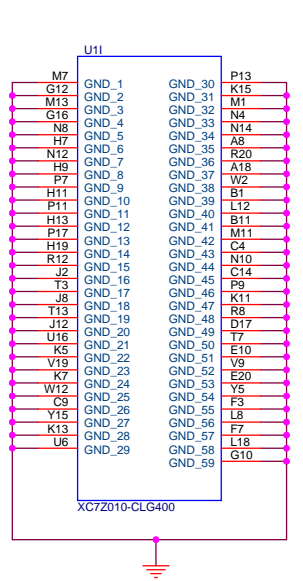 U1I
M7 GND_1 GND_30 P13
G12 GND_2 GND_31 K15
M13 GND_3 GND_32 M1
G16 GND_4 GND_33 N4
N8 GND_5 GND_34 N14
H7 GND_6 GND_35 A8
N12 GND_7 GND_36 R20
H9 GND_8 GND_37 A18
P7 GND_9 GND_38 W2
H11 GND_10 GND_39 B1
P11 GND_11 GND_40 L12
H13 GND_12 GND_41 B11
P17 GND_13 GND_42 M11
H19 GND_14 GND_43 C4
R12 GND_15 GND_44 N10
J2 GND_16 GND_45 C14
T3 GND_17 GND_46 P9
J8 GND_18 GND_47 K11
T13 GND_19 GND_48 R8
J12 GND_20 GND_49 D17
U16 GND_21 GND_50 T7
K5 GND_22 GND_51 E10
V19 GND_23 GND_52 V9
K7 GND_24 GND_53 E20
W12 GND_25 GND_54 Y5
C9 GND_26 GND_55 F3
Y15 GND_27 GND_56 L8
K13 GND_28 GND_57 F7
U6 GND_29 GND_58 L18
GND_59 G10
XC7Z010-CLG400